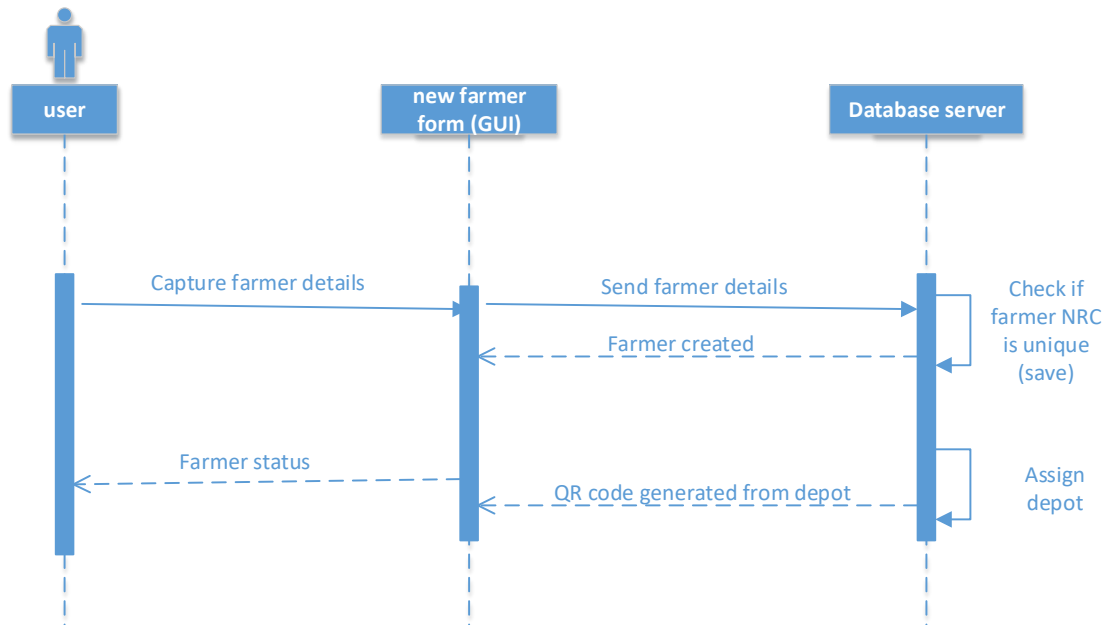 user
new farmer
form (GUI)
Database server
Capture farmer details
Send farmer details
Check if
farmer NRC
is unique
(save)
Farmer created
Farmer status
QR code generated from depot
Assign
depot